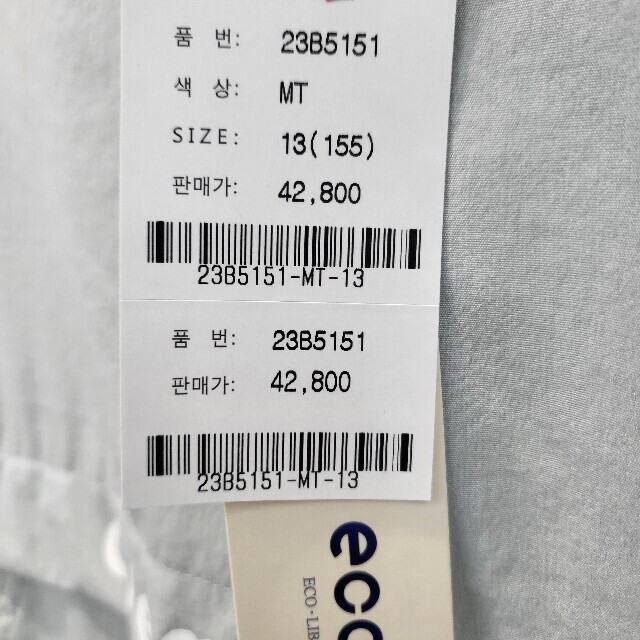 품 번: 23B5151
색 상: MT
SIZE: 13(155)
판매가: 42,800
23B5151-MT-13
품 번: 23B5151
판매가: 42,800
23B5151-MT-13
eco
ECO·LIB